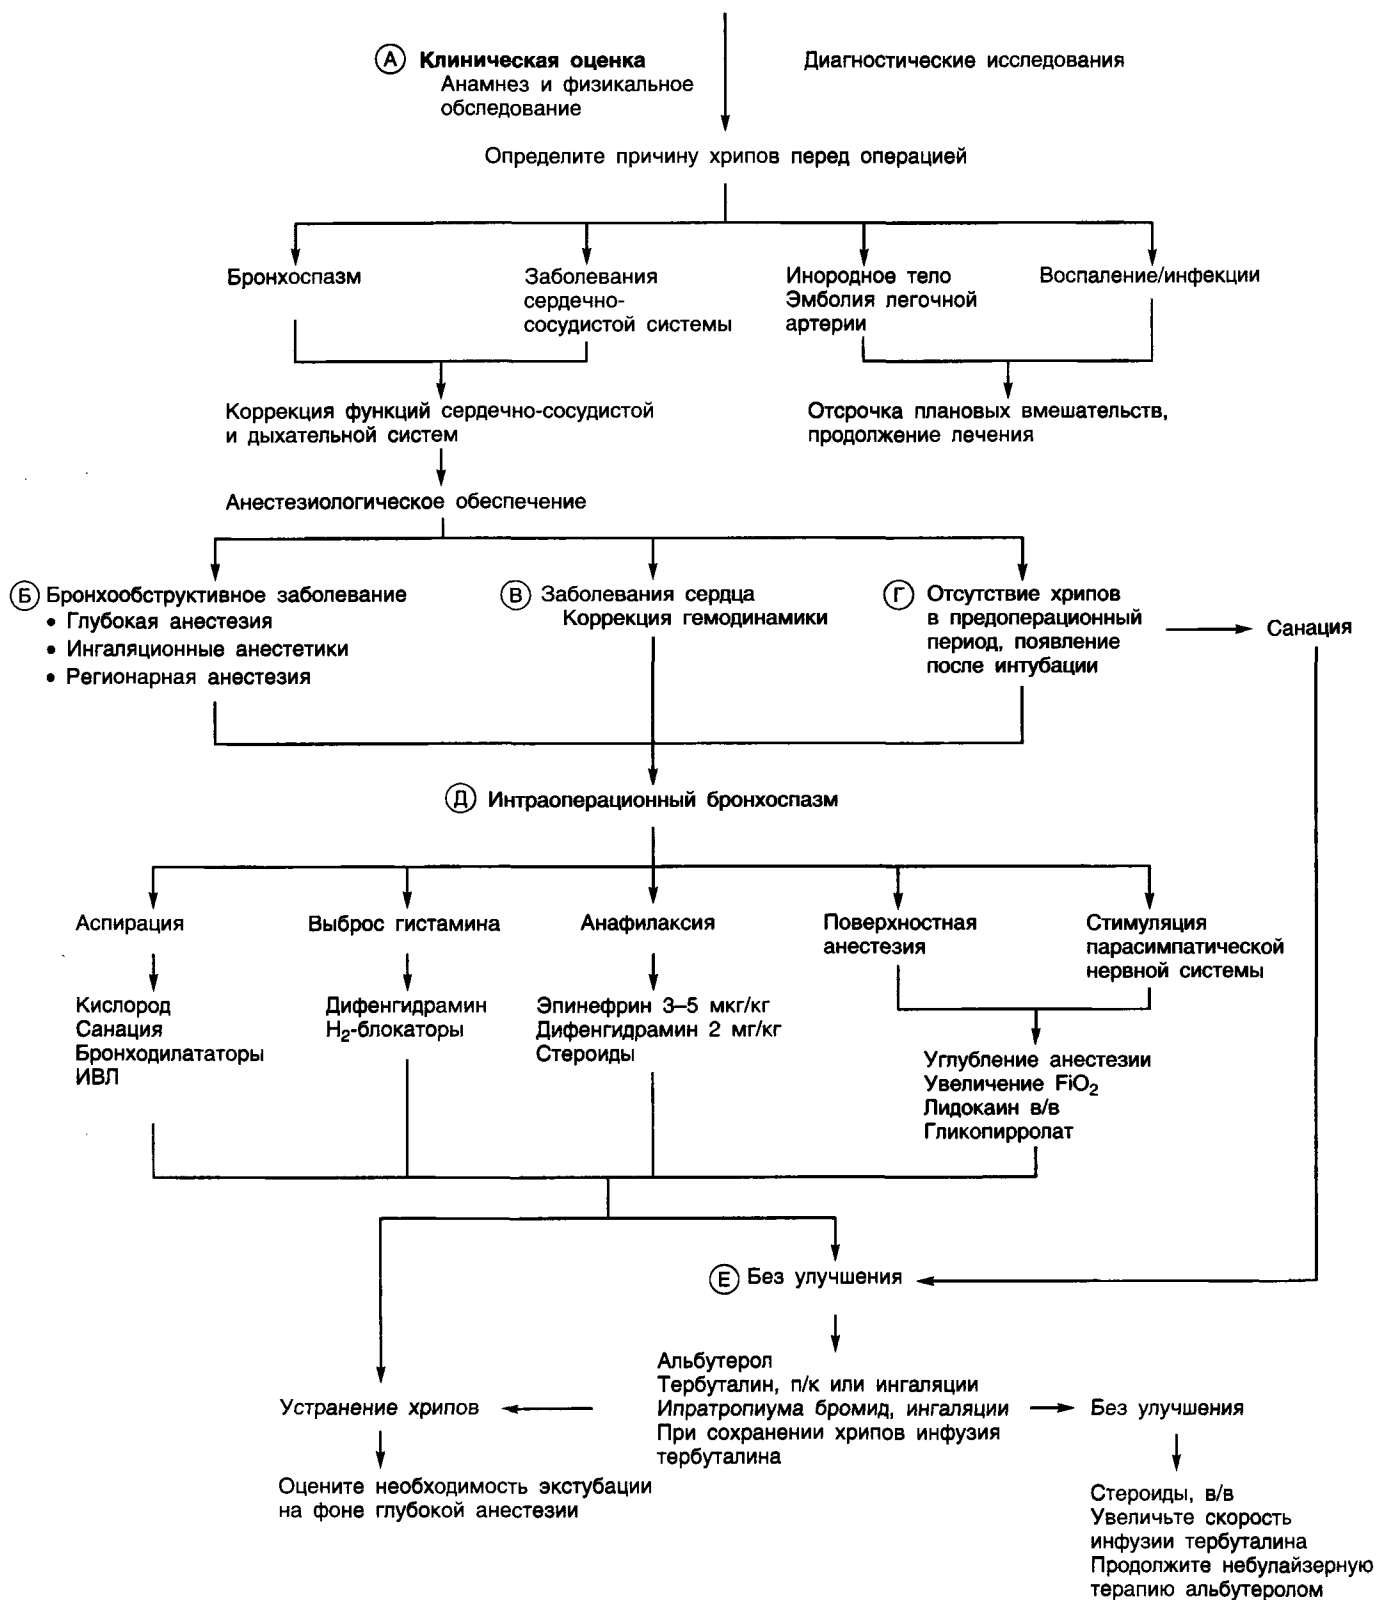 А Клиническая оценка
Анамнез и физикальное
обследование
Диагностические исследования
Определите причину хрипов перед операцией
Бронхоспазм
Заболевания
сердечно-
сосудистой системы
Инородное тело
Эмболия легочной
артерии
Воспаление/инфекции
Коррекция функций сердечно-сосудистой
и дыхательной систем
Отсрочка плановых вмешательств,
продолжение лечения
Анестезиологическое обеспечение
Б Бронхообструктивное заболевание
• Глубокая анестезия
• Ингаляционные анестетики
• Регионарная анестезия
В Заболевания сердца
Коррекция гемодинамики
Г Отсутствие хрипов
в предоперационный
период, появление
после интубации
Санация
Д Интраоперационный бронхоспазм
Аспирация
Выброс гистамина
Анафилаксия
Поверхностная
анестезия
Стимуляция
парасимпатической
нервной системы
Кислород
Санация
Бронходилататоры
ИВЛ
Дифенгидрамин
H₂-блокаторы
Эпинефрин 3–5 мкг/кг
Дифенгидрамин 2 мг/кг
Стероиды
Углубление анестезии
Увеличение FiO₂
Лидокаин в/в
Гликопирролат
Е Без улучшения
Альбутерол
Тербуталин, п/к или ингаляции
Ипратропиума бромид, ингаляции
При сохранении хрипов инфузия
тербуталина
Устранение хрипов
Без улучшения
Оцените необходимость экстубации
на фоне глубокой анестезии
Стероиды, в/в
Увеличьте скорость
инфузии тербуталина
Продолжите небулайзерную
терапию альбутеролом